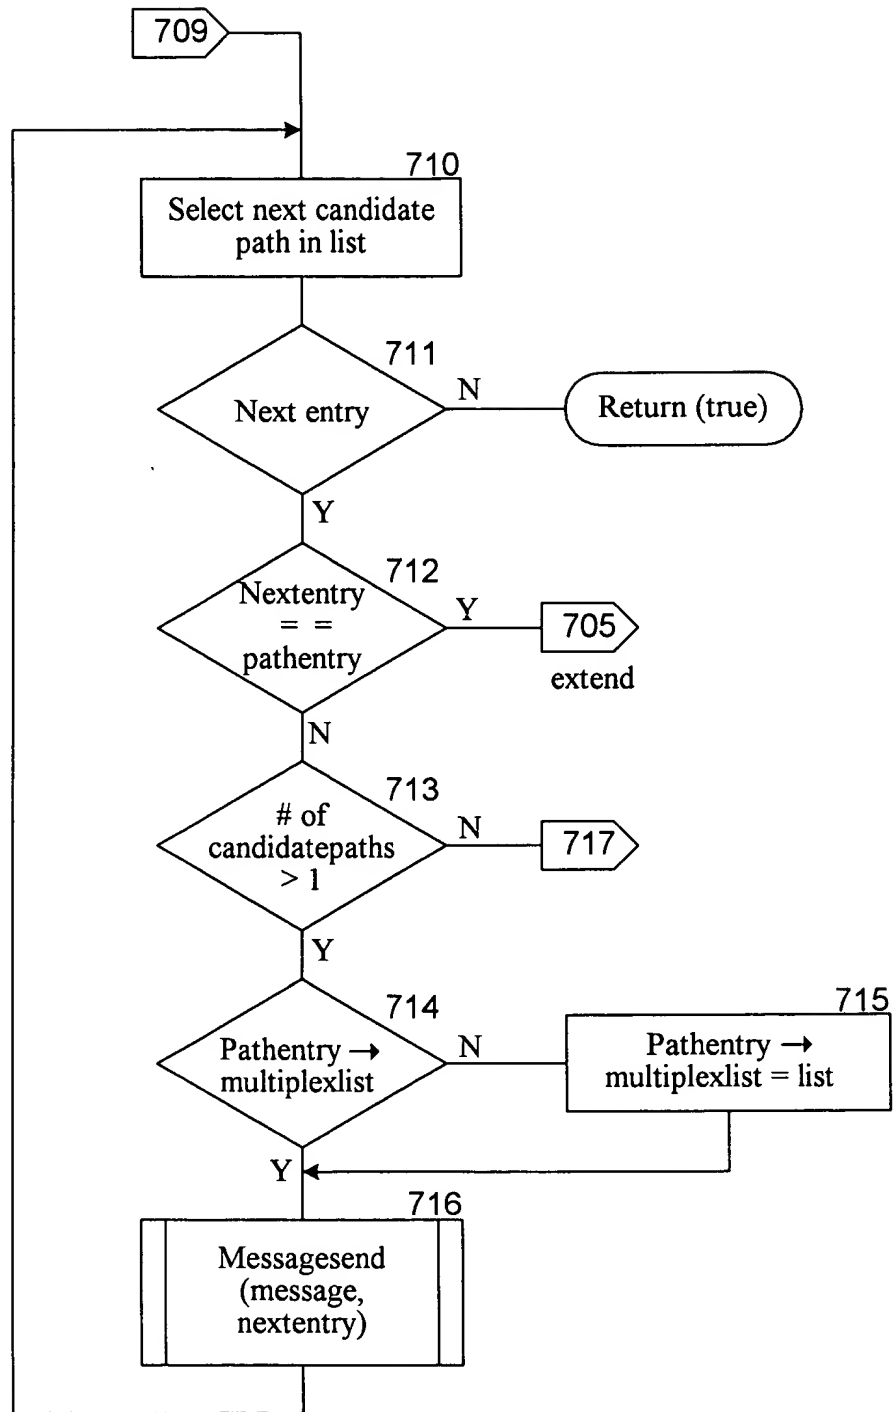 709
710
Select next candidate
path in list
711
Next entry
N
Return (true)
Y
712
Nextentry
= =
pathentry
Y
705
extend
N
713
# of
candidatepaths
> 1
N
717
Y
714
Pathentry →
multiplexlist
N
715
Pathentry →
multiplexlist = list
Y
716
Messagesend
(message,
nextentry)